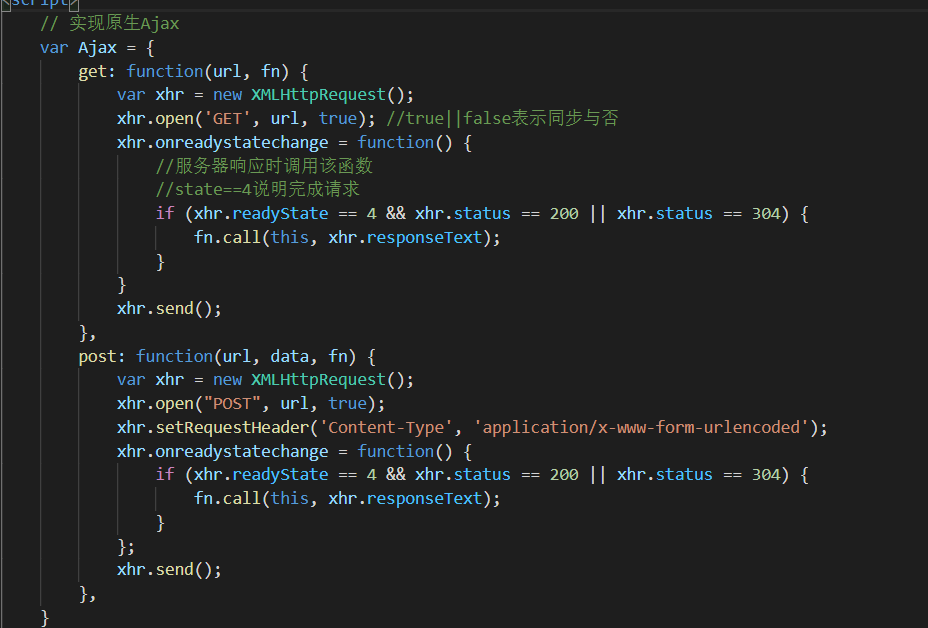 <script>
// 实现原生Ajax
var Ajax = {
get: function(url, fn) {
var xhr = new XMLHttpRequest();
xhr.open('GET', url, true); //true||false表示同步与否
xhr.onreadystatechange = function() {
//服务器响应时调用该函数
//state==4说明完成请求
if (xhr.readyState == 4 && xhr.status == 200 || xhr.status == 304) {
fn.call(this, xhr.responseText);
}
}
xhr.send();
},
post: function(url, data, fn) {
var xhr = new XMLHttpRequest();
xhr.open("POST", url, true);
xhr.setRequestHeader('Content-Type', 'application/x-www-form-urlencoded');
xhr.onreadystatechange = function() {
if (xhr.readyState == 4 && xhr.status == 200 || xhr.status == 304) {
fn.call(this, xhr.responseText);
}
};
xhr.send();
},
}